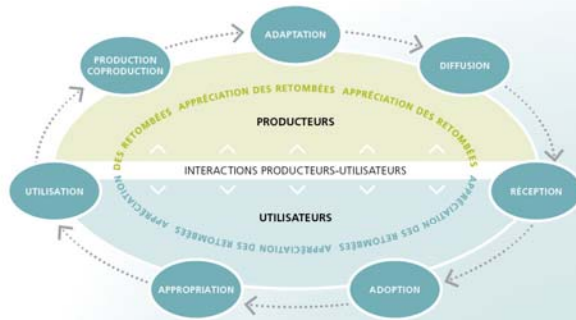 ADAPTATION
PRODUCTION
COPRODUCTION
DIFFUSION
DES RETOMBÉES APPRÉCIATION DES RETOMBÉES APPRÉCIATION DES RETOMBÉES
PRODUCTEURS
INTERACTIONS PRODUCTEURS-UTILISATEURS
UTILISATION
RÉCEPTION
UTILISATEURS
APPRÉCIATION DES RETOMBÉES APPRÉCIATION DES RETOMBÉES APPRÉCIATION
APPROPRIATION
ADOPTION